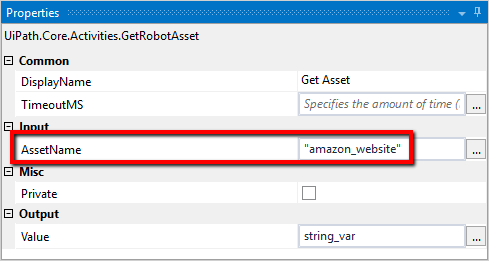 Properties
UiPath.Core.Activities.GetRobotAsset
Common
DisplayName Get Asset
TimeoutMS Specifies the amount of time (
...
Input
AssetName "amazon_website" ...
Misc
Private
Output
Value string_var ...